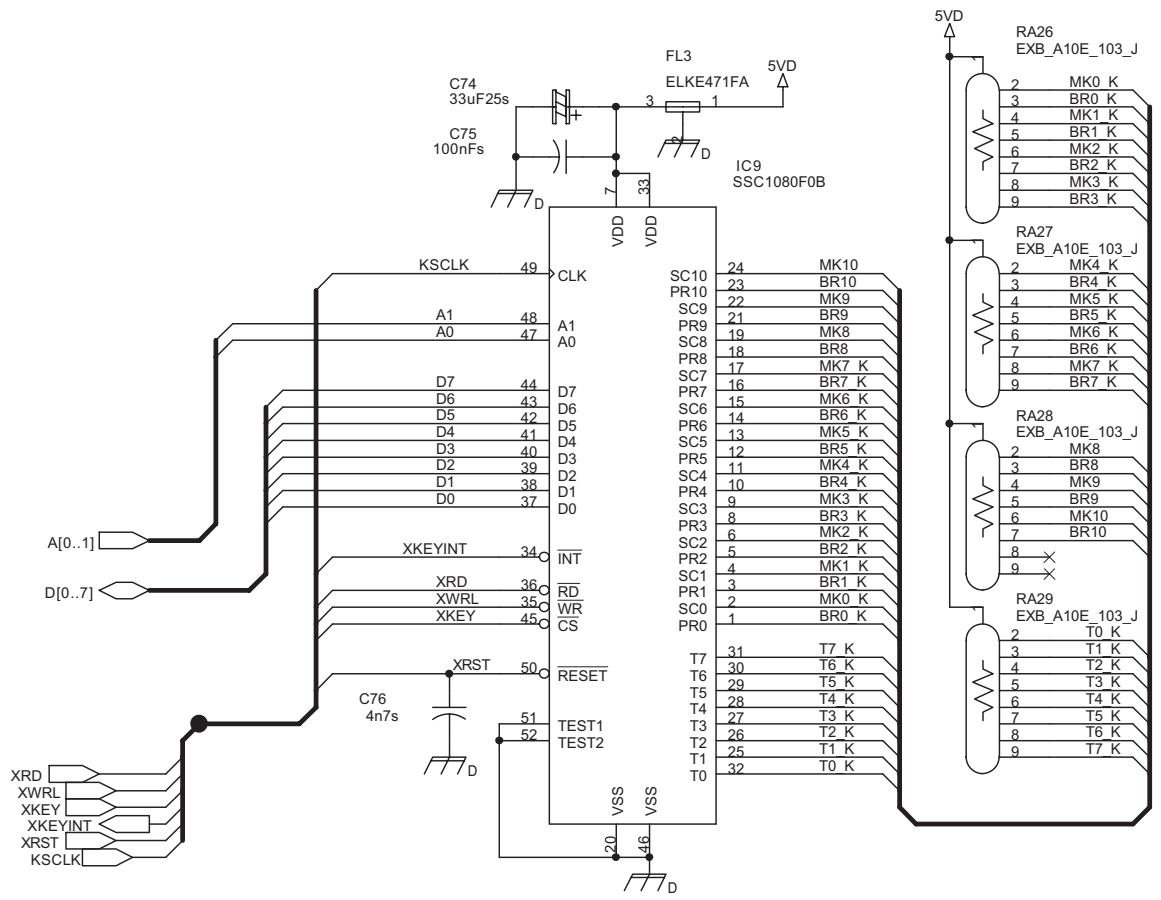 5VD
RA26
EXB_A10E_103_J
2 MK0_K
3 BR0_K
4 MK1_K
5 BR1_K
6 MK2_K
7 BR2_K
8 MK3_K
9 BR3_K
FL3
ELKE471FA
5VD
C74
33uF25s
3
1
2
D
C75
100nFs
D
IC9
SSC1080F0B
7
33
VDD
VDD
RA27
EXB_A10E_103_J
2 MK4_K
3 BR4_K
4 MK5_K
5 BR5_K
6 MK6_K
7 BR6_K
8 MK7_K
9 BR7_K
KSCLK 49 CLK
A1 48 A1
A0 47 A0
D7 44 D7
D6 43 D6
D5 42 D5
D4 41 D4
D3 40 D3
D2 39 D2
D1 38 D1
D0 37 D0
XKEYINT 34 INT
XRD 36 RD
XWRL 35 WR
XKEY 45 CS
XRST 50 RESET
51 TEST1
52 TEST2
SC10 24 MK10
PR10 23 BR10
SC9 22 MK9
PR9 21 BR9
SC8 19 MK8
PR8 18 BR8
SC7 17 MK7_K
PR7 16 BR7_K
SC6 15 MK6_K
PR6 14 BR6_K
SC5 13 MK5_K
PR5 12 BR5_K
SC4 11 MK4_K
PR4 10 BR4_K
SC3 9 MK3_K
PR3 8 BR3_K
SC2 6 MK2_K
PR2 5 BR2_K
SC1 4 MK1_K
PR1 3 BR1_K
SC0 2 MK0_K
PR0 1 BR0_K
T7 31 T7_K
T6 30 T6_K
T5 29 T5_K
T4 28 T4_K
T3 27 T3_K
T2 26 T2_K
T1 25 T1_K
T0 32 T0_K
RA28
EXB_A10E_103_J
2 MK8
3 BR8
4 MK9
5 BR9
6 MK10
7 BR10
8
9
RA29
EXB_A10E_103_J
2 T0_K
3 T1_K
4 T2_K
5 T3_K
6 T4_K
7 T5_K
8 T6_K
9 T7_K
A[0..1]
D[0..7]
C76
4n7s
D
XRD
XWRL
XKEY
XKEYINT
XRST
KSCLK
VSS
VSS
20
46
D